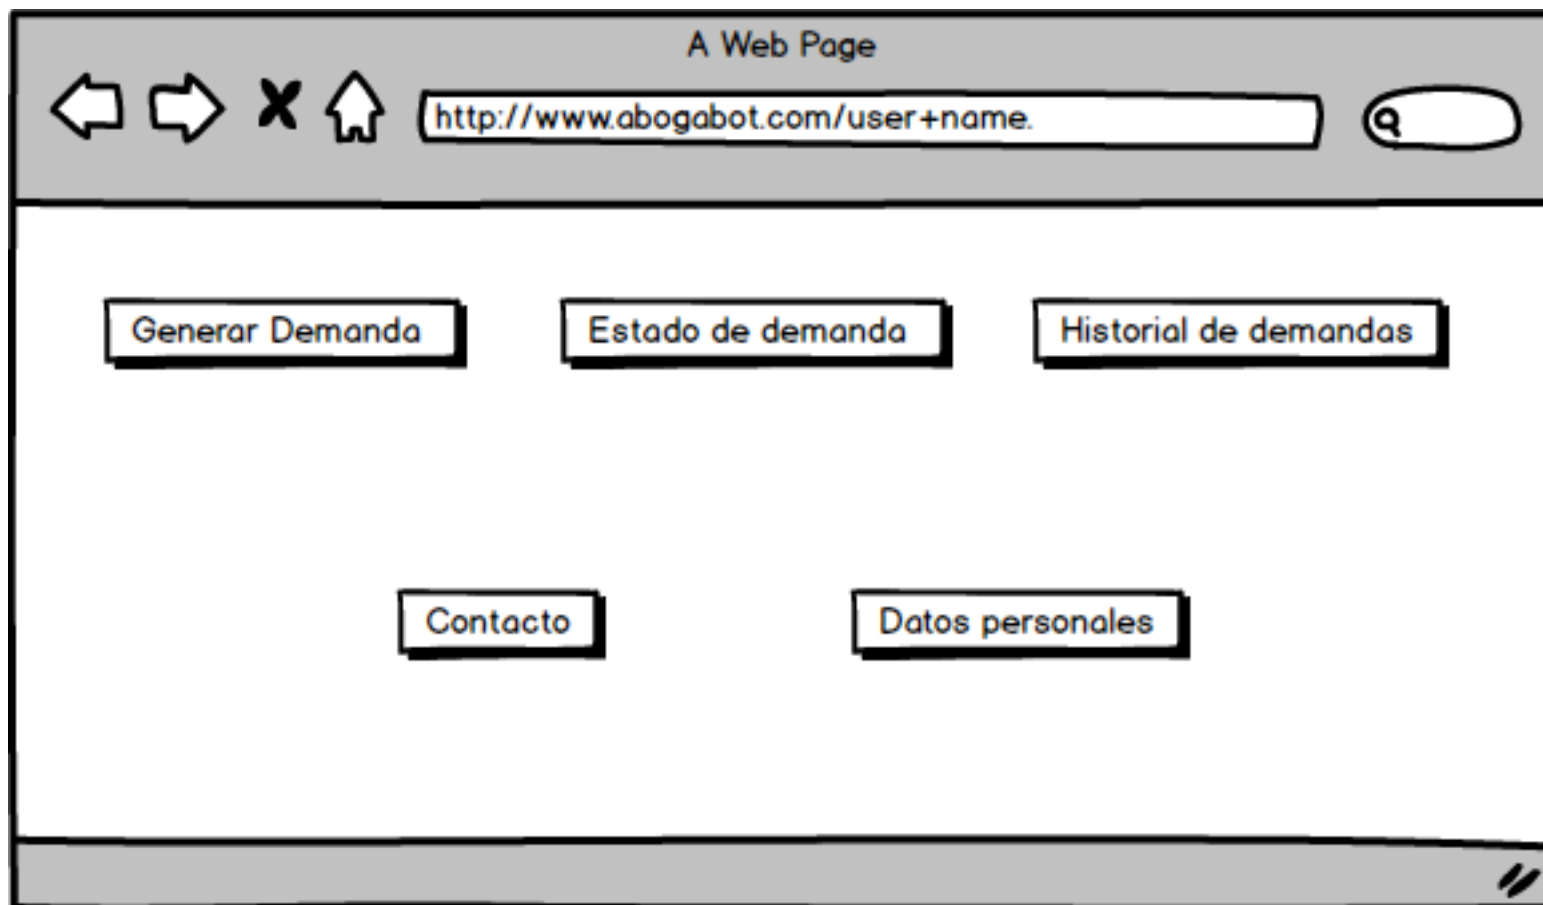 A Web Page
http://www.abogabot.com/user+name.
Generar Demanda
Estado de demanda
Historial de demandas
Contacto
Datos personales